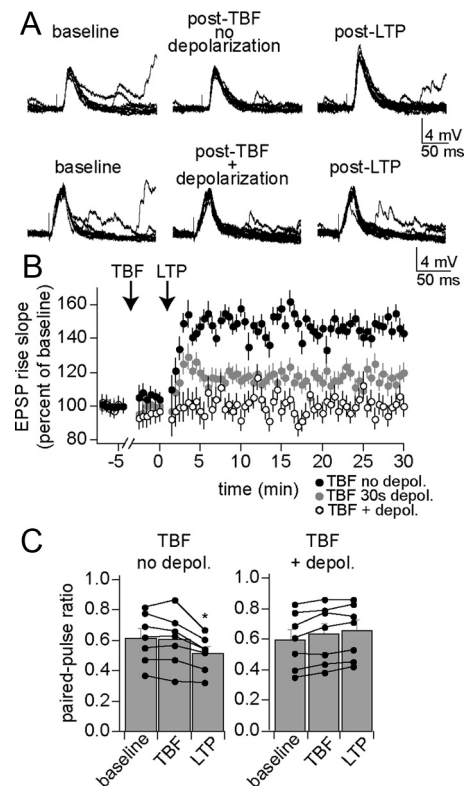 A
baseline
post-TBF
no
depolarization
post-LTP
4 mV
50 ms
baseline
post-TBF
+
depolarization
post-LTP
4 mV
50 ms
B
TBF LTP
EPSP rise slope
(percent of baseline)
160
140
120
100
80
-5 0 5 10 15 20 25 30
time (min)
TBF no depol.
TBF 30s depol.
TBF + depol.
C
TBF
no depol.
TBF
+ depol.
paired-pulse ratio
1.0
0.8
0.6
0.4
0.2
0.0
*
baseline
TBF
LTP
1.0
0.8
0.6
0.4
0.2
0.0
baseline
TBF
LTP